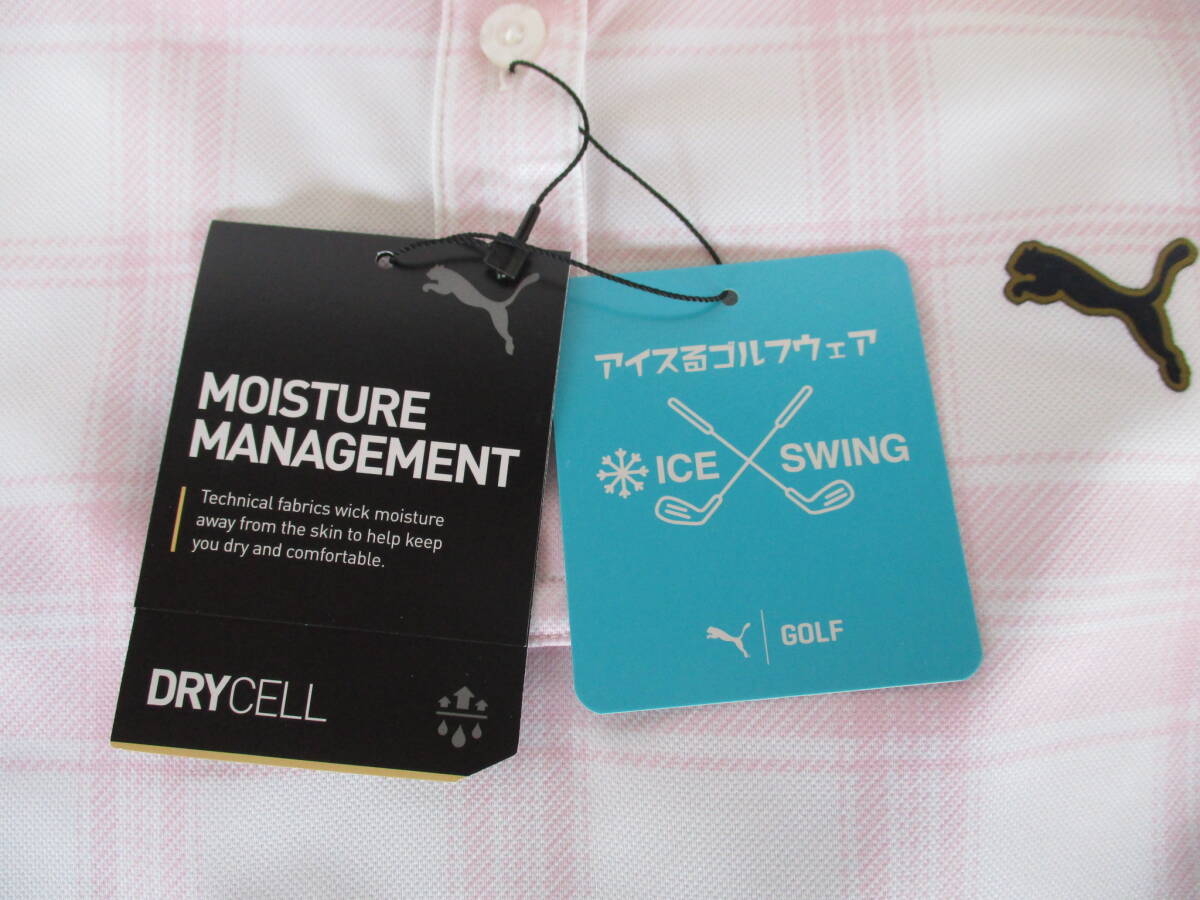 MOISTURE
MANAGEMENT
Technical fabrics wick moisture
away from the skin to help keep
you dry and comfortable.
DRYCELL
アイスるゴルフウェア
ICE SWING
GOLF